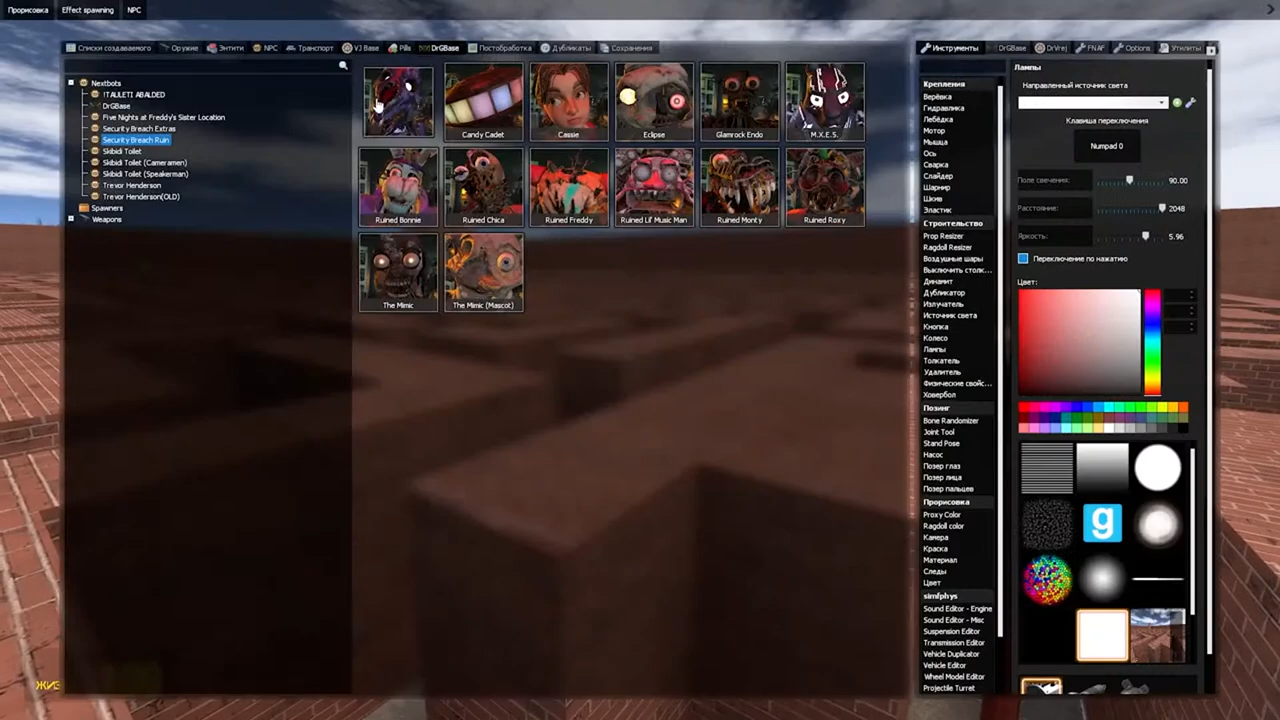 Прорисовка Effect spawning NPC
Списки создаваемого Оружие Энтити NPC Транспорт VJ Base Pills DrGBase Постобработка Дубликаты Сохранения
Nextbots
!TALILETI ABALDED
DrGBase
Five Nights at Freddy's Sister Location
Security Breach Extras
Security Breach Ruin
Skibidi Toilet
Skibidi Toilet (Cameramen)
Skibidi Toilet (Speakerman)
Trevor Henderson
Trevor Henderson(OLD)
Spawners
Weapons
Candy Cadet Cassie Eclipse Glamrock Endo M.X.E.S.
Ruined Bonnie Ruined Chica Ruined Freddy Ruined Lil' Music Man Ruined Monty Ruined Roxy
The Mimic The Mimic (Mascot)
Инструменты DrGBase DrVrej FNAF Options Утилиты
Крепления
Верёвка
Гидравлика
Лебёдка
Мотор
Мышца
Ось
Сварка
Слайдер
Шарнир
Шкив
Эластик
Строительство
Prop Resizer
Ragdoll Resizer
Воздушные шары
Выключить столк...
Динамит
Дубликатор
Излучатель
Источник света
Кнопка
Колесо
Лампы
Толкатель
Удалитель
Физические свойс...
Ховербол
Позинг
Bone Randomizer
Joint Tool
Stand Pose
Насос
Позер глаз
Позер лица
Позер пальцев
Прорисовка
Proxy Color
Ragdoll color
Камера
Краска
Материал
Следы
Цвет
simfphys
Sound Editor - Engine
Sound Editor - Misc
Suspension Editor
Transmission Editor
Vehicle Duplicator
Vehicle Editor
Wheel Model Editor
Projectile Turret
Лампы
Направленный источник света
Клавиша переключения
Numpad 0
Поле свечения: 90.00
Расстояние: 2048
Яркость: 5.96
Переключение по нажатию
Цвет:
g